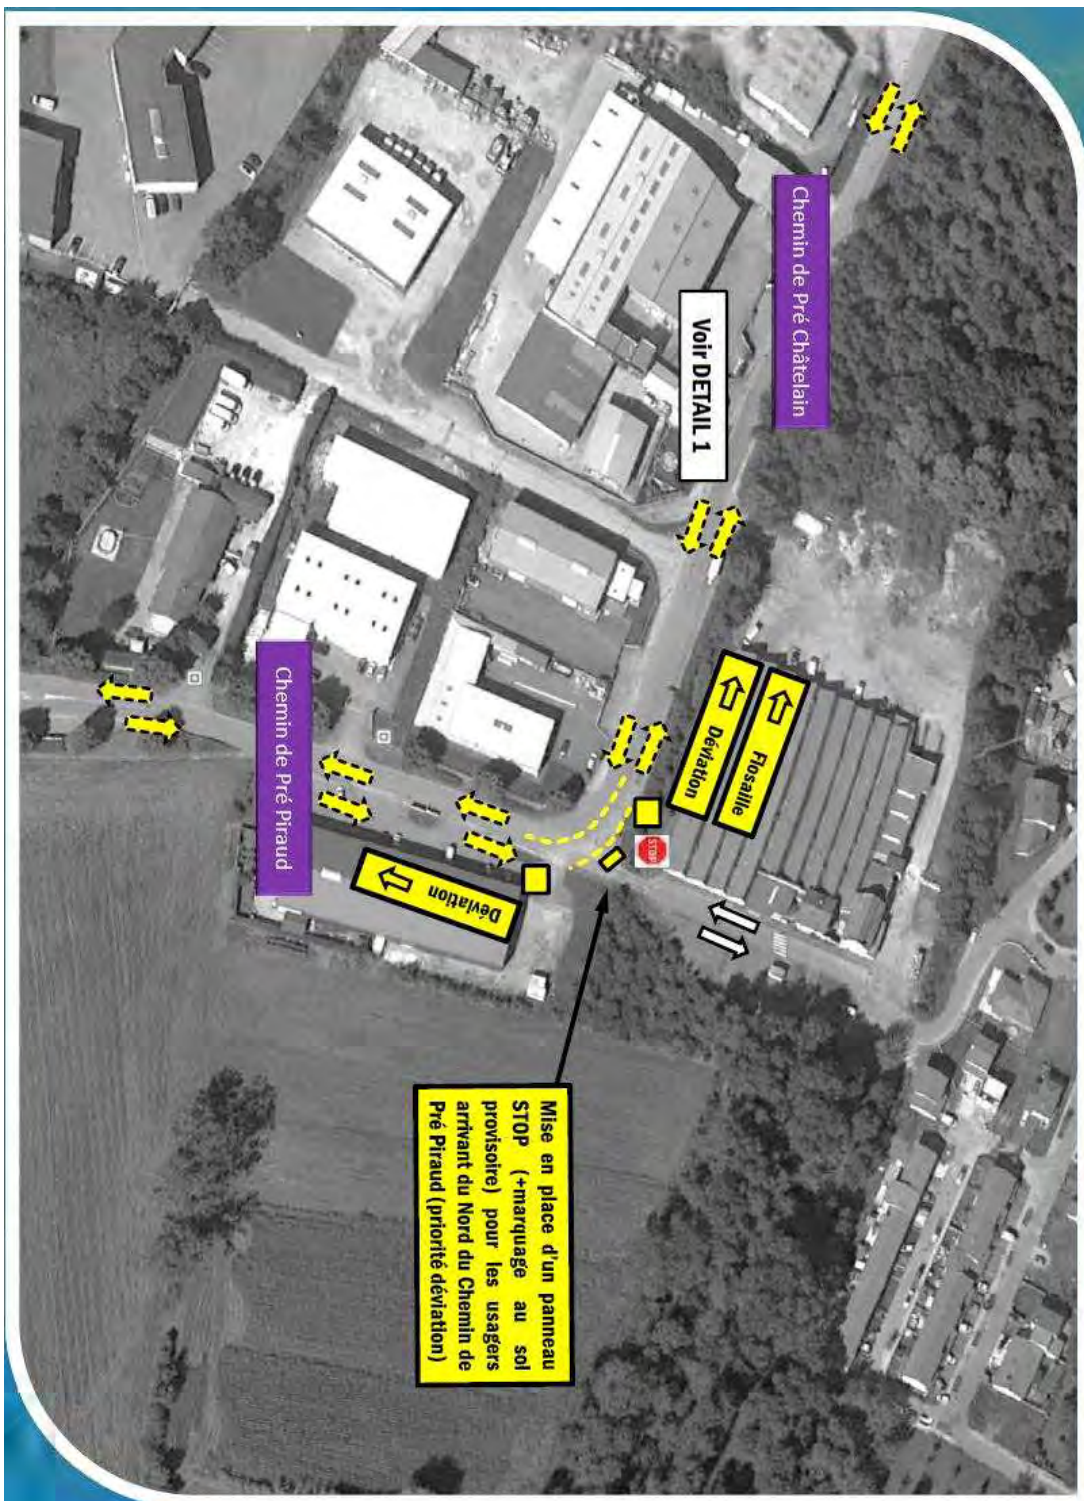 Chemin de Pré Châtelain
Voir DETAIL 1
Flosaille
Déviation
STOP
Déviation
Chemin de Pré Piraud
Mise en place d'un panneau
STOP (+marquage au sol
provisoire) pour les usagers
arrivant du Nord du Chemin de
Pré Piraud (priorité déviation)